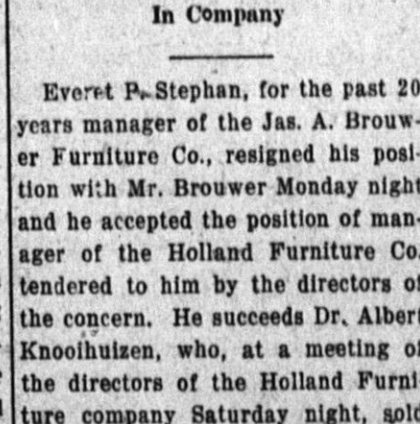 In Company
Everet P. Stephan, for the past 20
years manager of the Jas. A. Brouw-
er Furniture Co., resigned his posi-
tion with Mr. Brouwer Monday night
and he accepted the position of man-
ager of the Holland Furniture Co.
tendered to him by the directors of
the concern. He succeeds Dr. Albert
Knooihuizen, who, at a meeting of
the directors of the Holland Furni-
ture company Saturday night, sold